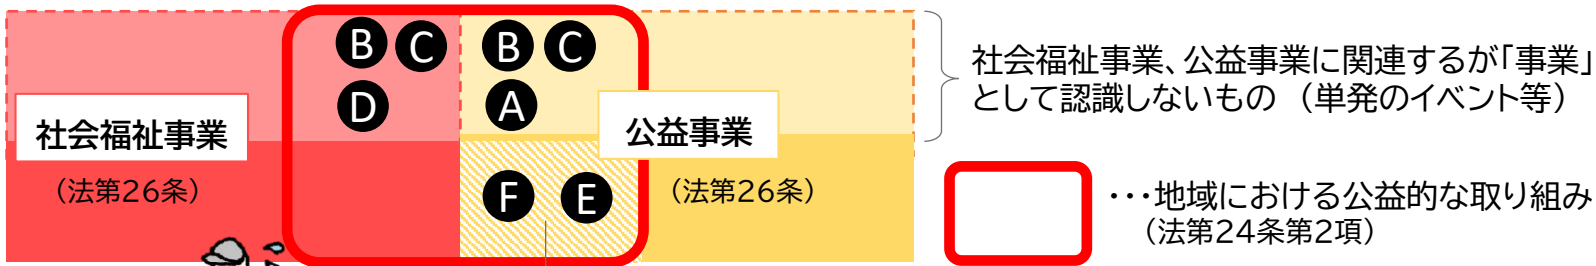 B C B C
D A
社会福祉事業
(法第26条)
公益事業
(法第26条)
F E
社会福祉事業、公益事業に関連するが「事業」
として認識しないもの (単発のイベント等)
・・・地域における公益的な取り組み
(法第24条第2項)